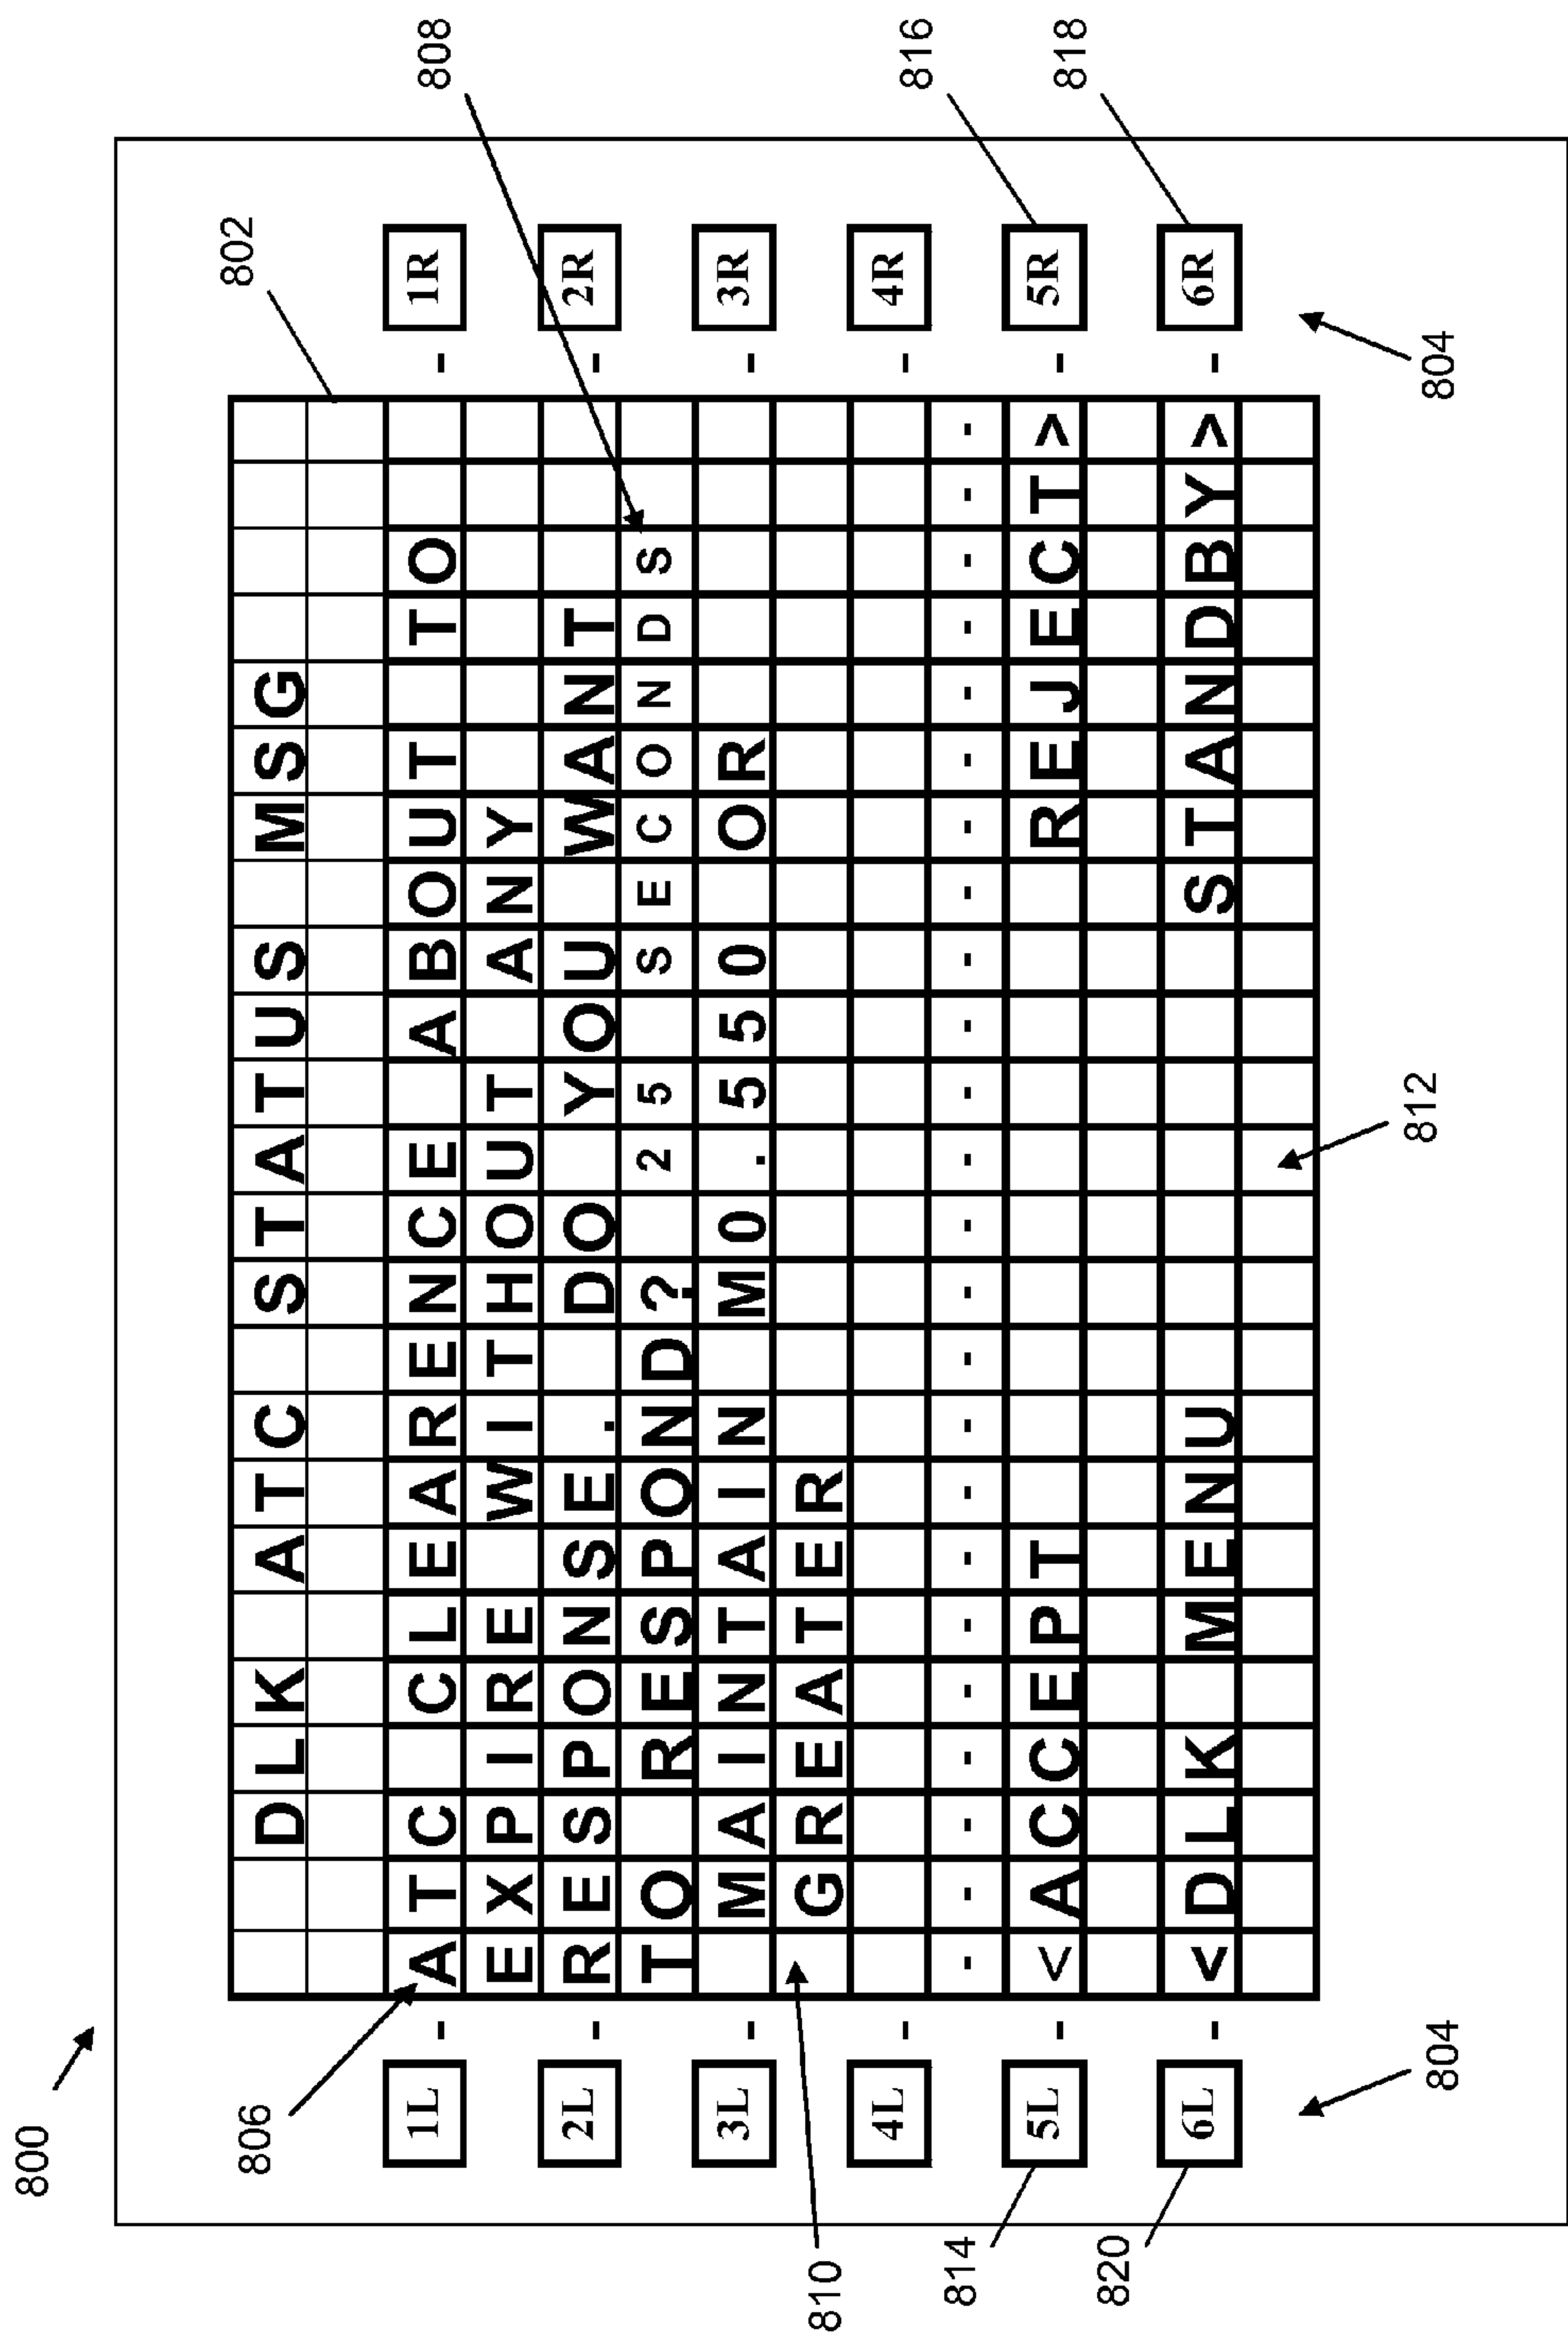 800
802
808
DLK ATC STATUS MSG
806
1L - ATC CLEARENCE ABOUT TO - 1R
EXPIRE WITHOUT ANY
2L - RESPONSE. DO YOU WANT - 2R
TO RESPOND? 25 SECONDS
3L - MAINTAIN M0.550 OR - 3R
810
GREATER
4L - - 4R
- - - - - - - - - - - - - - - - - - - - - - - -
814
5L - <ACCEPT REJECT> - 5R
816
820
6L - <DLK MENU STANDBY> - 6R
818
804
812
804